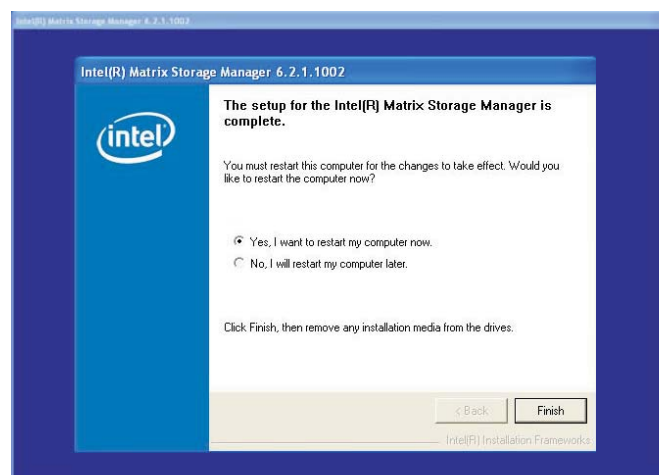 Intel(R) Matrix Storage Manager 6.2.1.1002
Intel(R) Matrix Storage Manager 6.2.1.1002
intel
The setup for the Intel(R) Matrix Storage Manager is
complete.
You must restart this computer for the changes to take effect. Would you
like to restart the computer now?
Yes, I want to restart my computer now.
No, I will restart my computer later.
Click Finish, then remove any installation media from the drives.
< Back
Finish
Intel(R) Installation Frameworks